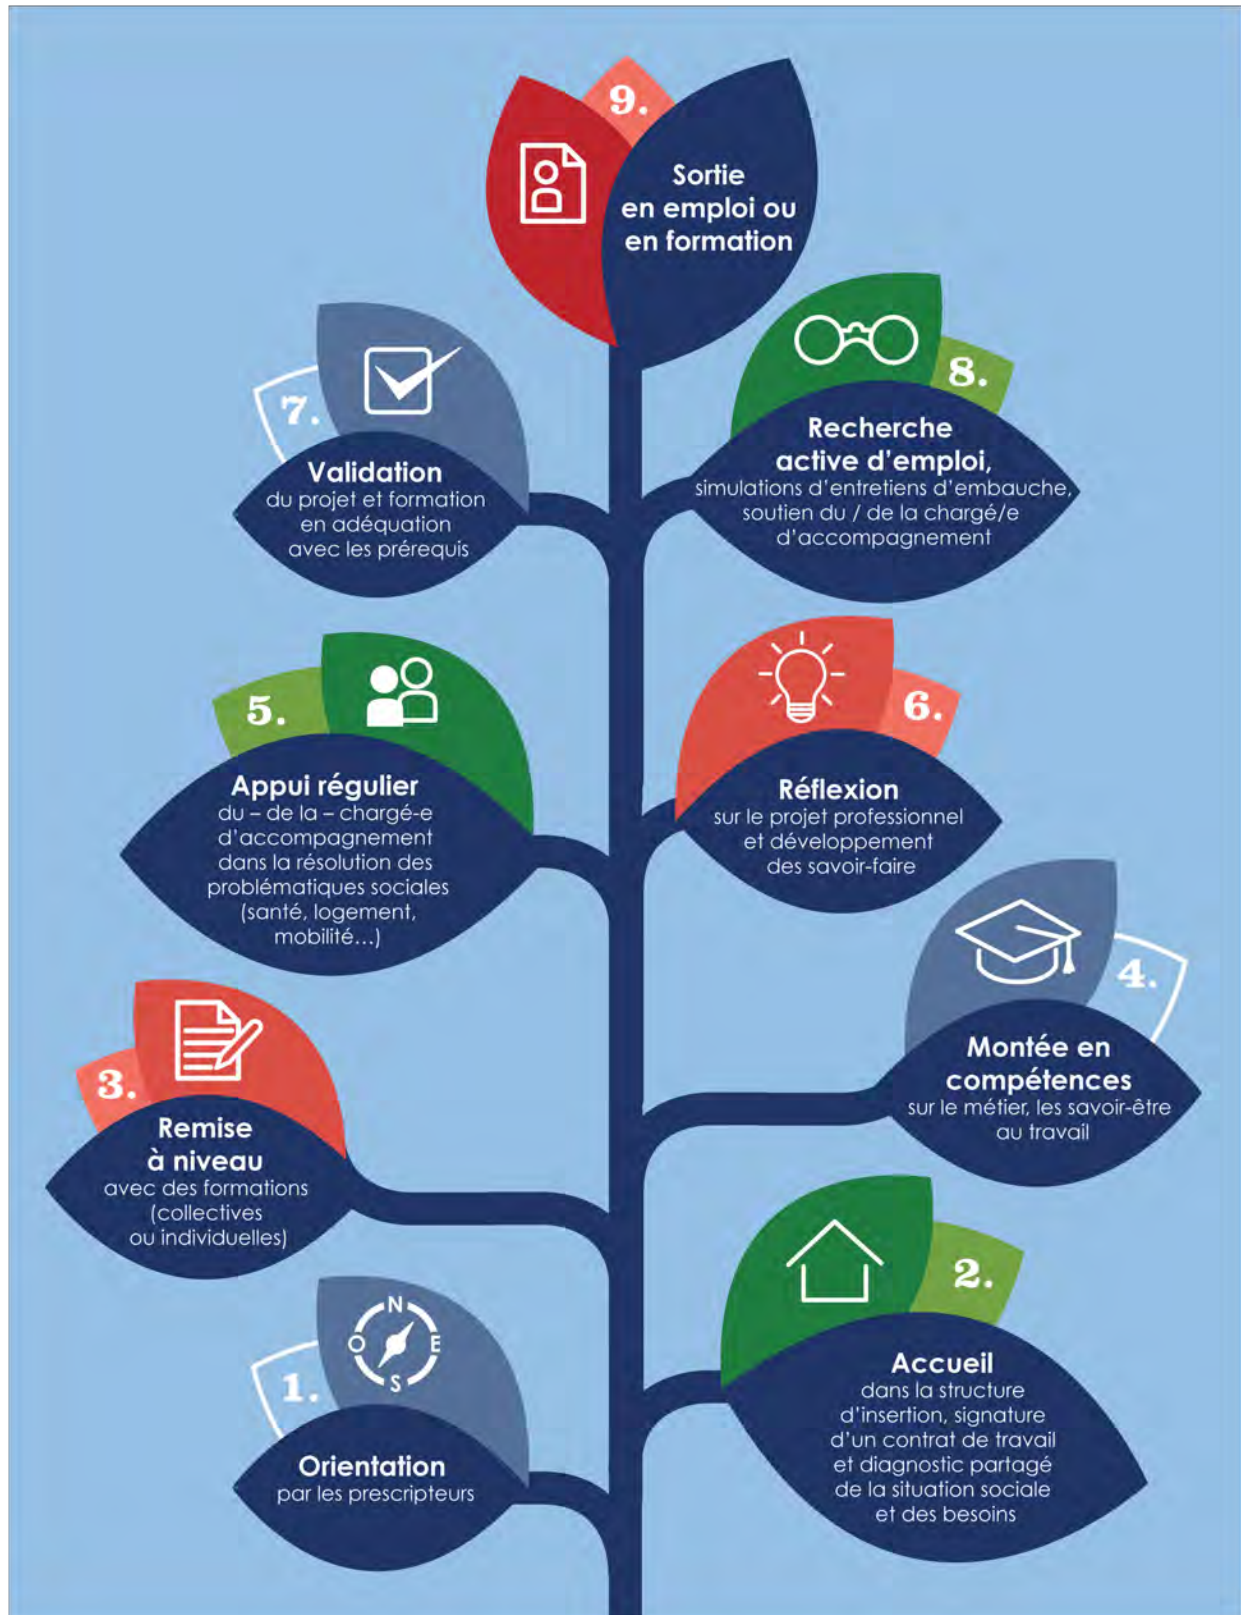 9.
Sortie
en emploi ou
en formation
7.
Validation
du projet et formation
en adéquation
avec les prérequis
8.
Recherche
active d’emploi,
simulations d’entretiens d’embauche,
soutien du / de la chargé/e
d’accompagnement
5.
Appui régulier
du – de la – chargé-e
d’accompagnement
dans la résolution des
problématiques sociales
(santé, logement,
mobilité…)
6.
Réflexion
sur le projet professionnel
et développement
des savoir-faire
3.
Remise
à niveau
avec des formations
(collectives
ou individuelles)
4.
Montée en
compétences
sur le métier, les savoir-être
au travail
1.
N
O E
S
Orientation
par les prescripteurs
2.
Accueil
dans la structure
d’insertion, signature
d’un contrat de travail
et diagnostic partagé
de la situation sociale
et des besoins